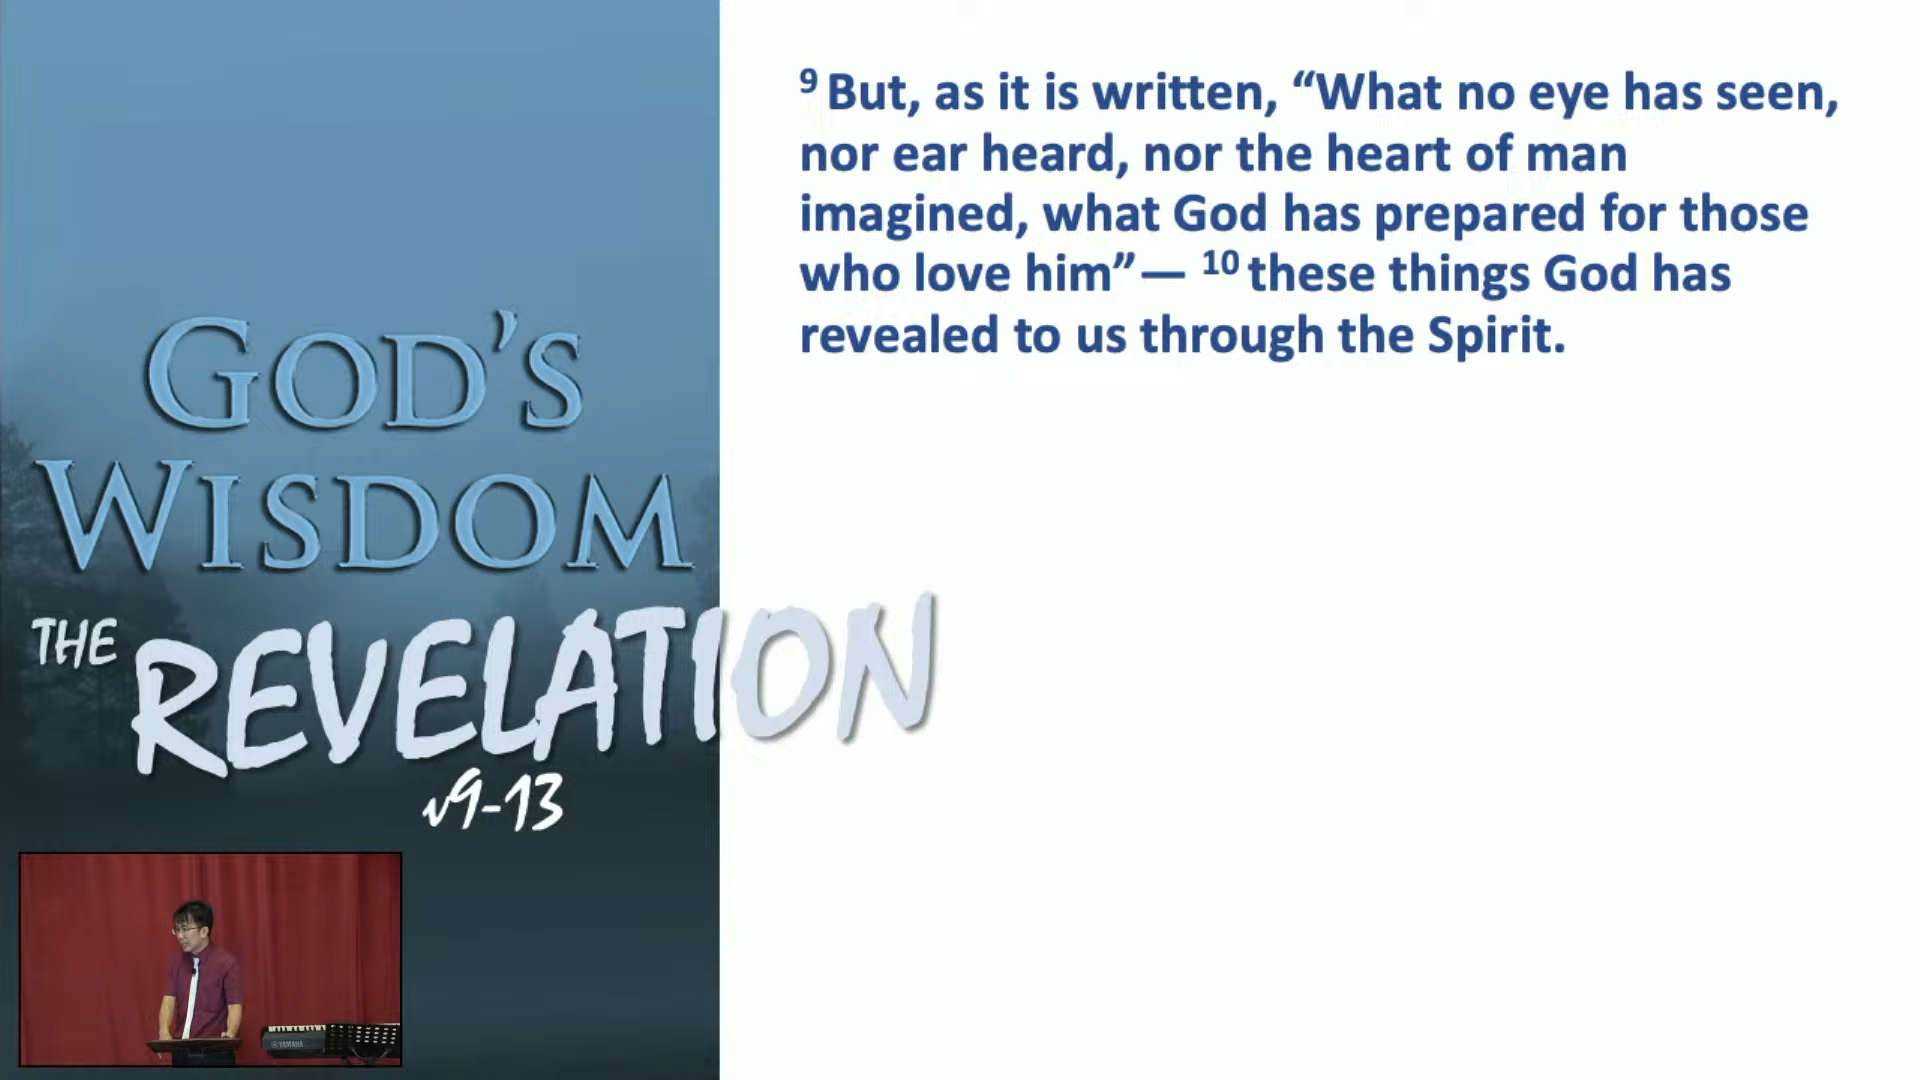 GOD'S
WISDOM
THE REVELATION
v9-13
9 But, as it is written, “What no eye has seen,
nor ear heard, nor the heart of man
imagined, what God has prepared for those
who love him”— 10 these things God has
revealed to us through the Spirit.
YAMAHA